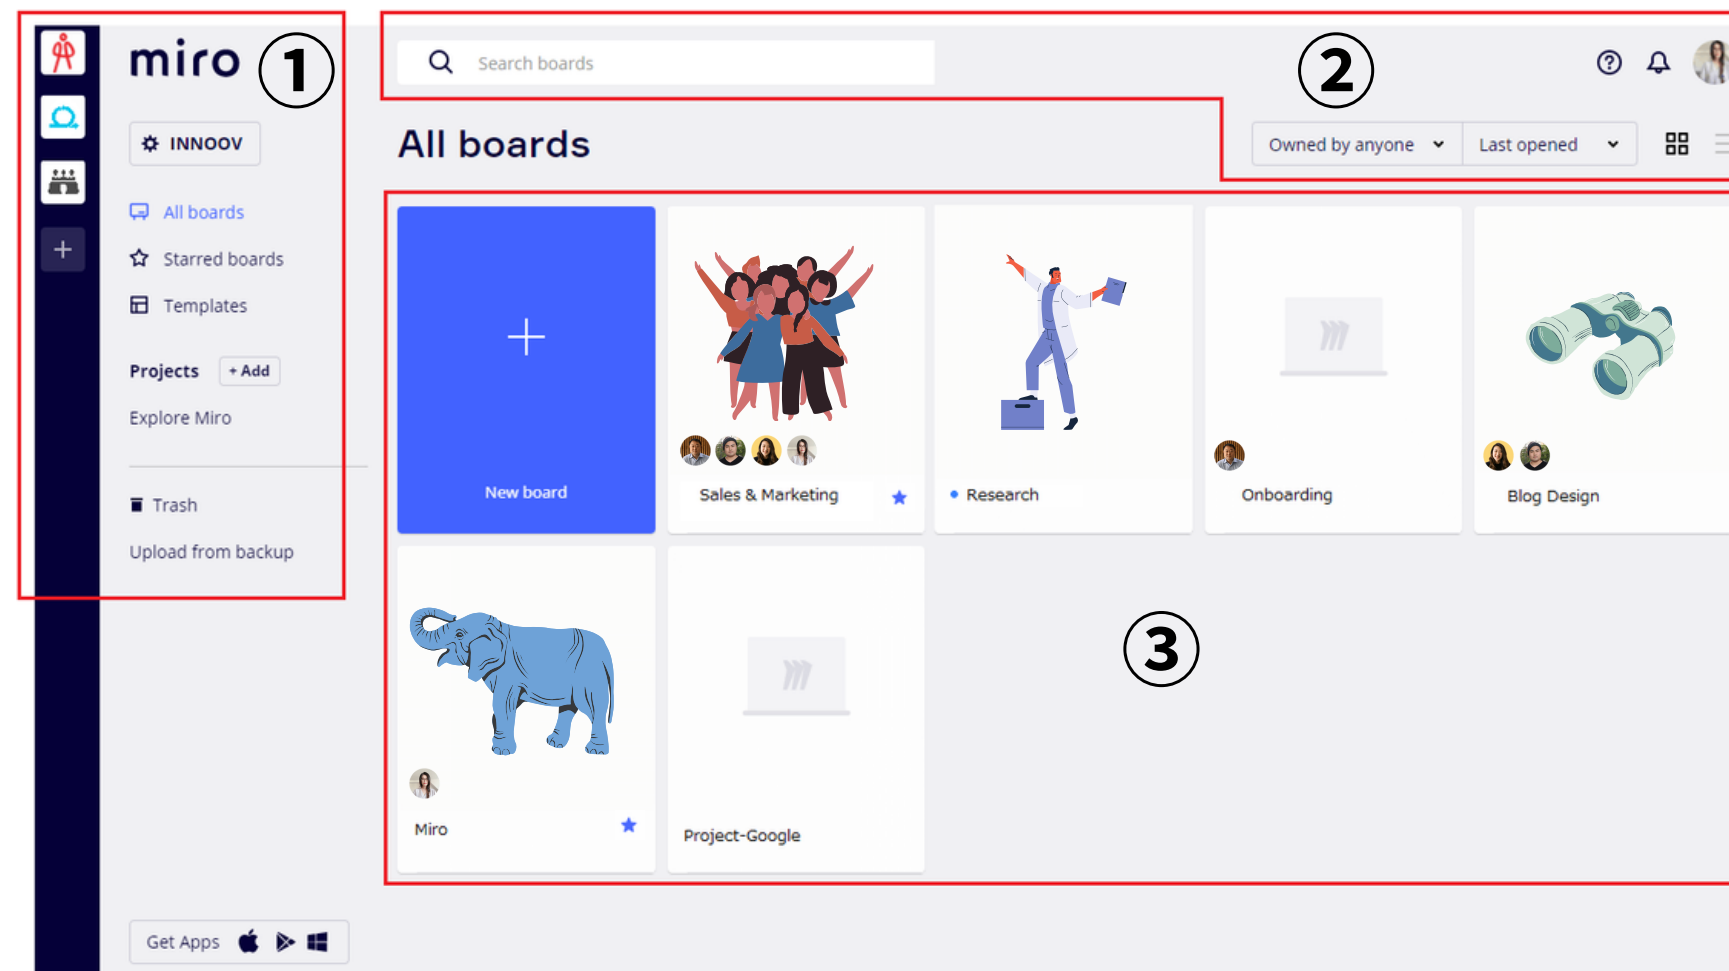 miro
1
INNOOV
All boards
Starred boards
Templates
Projects
+ Add
Explore Miro
Trash
Upload from backup
Get Apps
Search boards
2
All boards
Owned by anyone
Last opened
New board
Sales & Marketing
Research
Onboarding
Blog Design
Miro
Project-Google
3